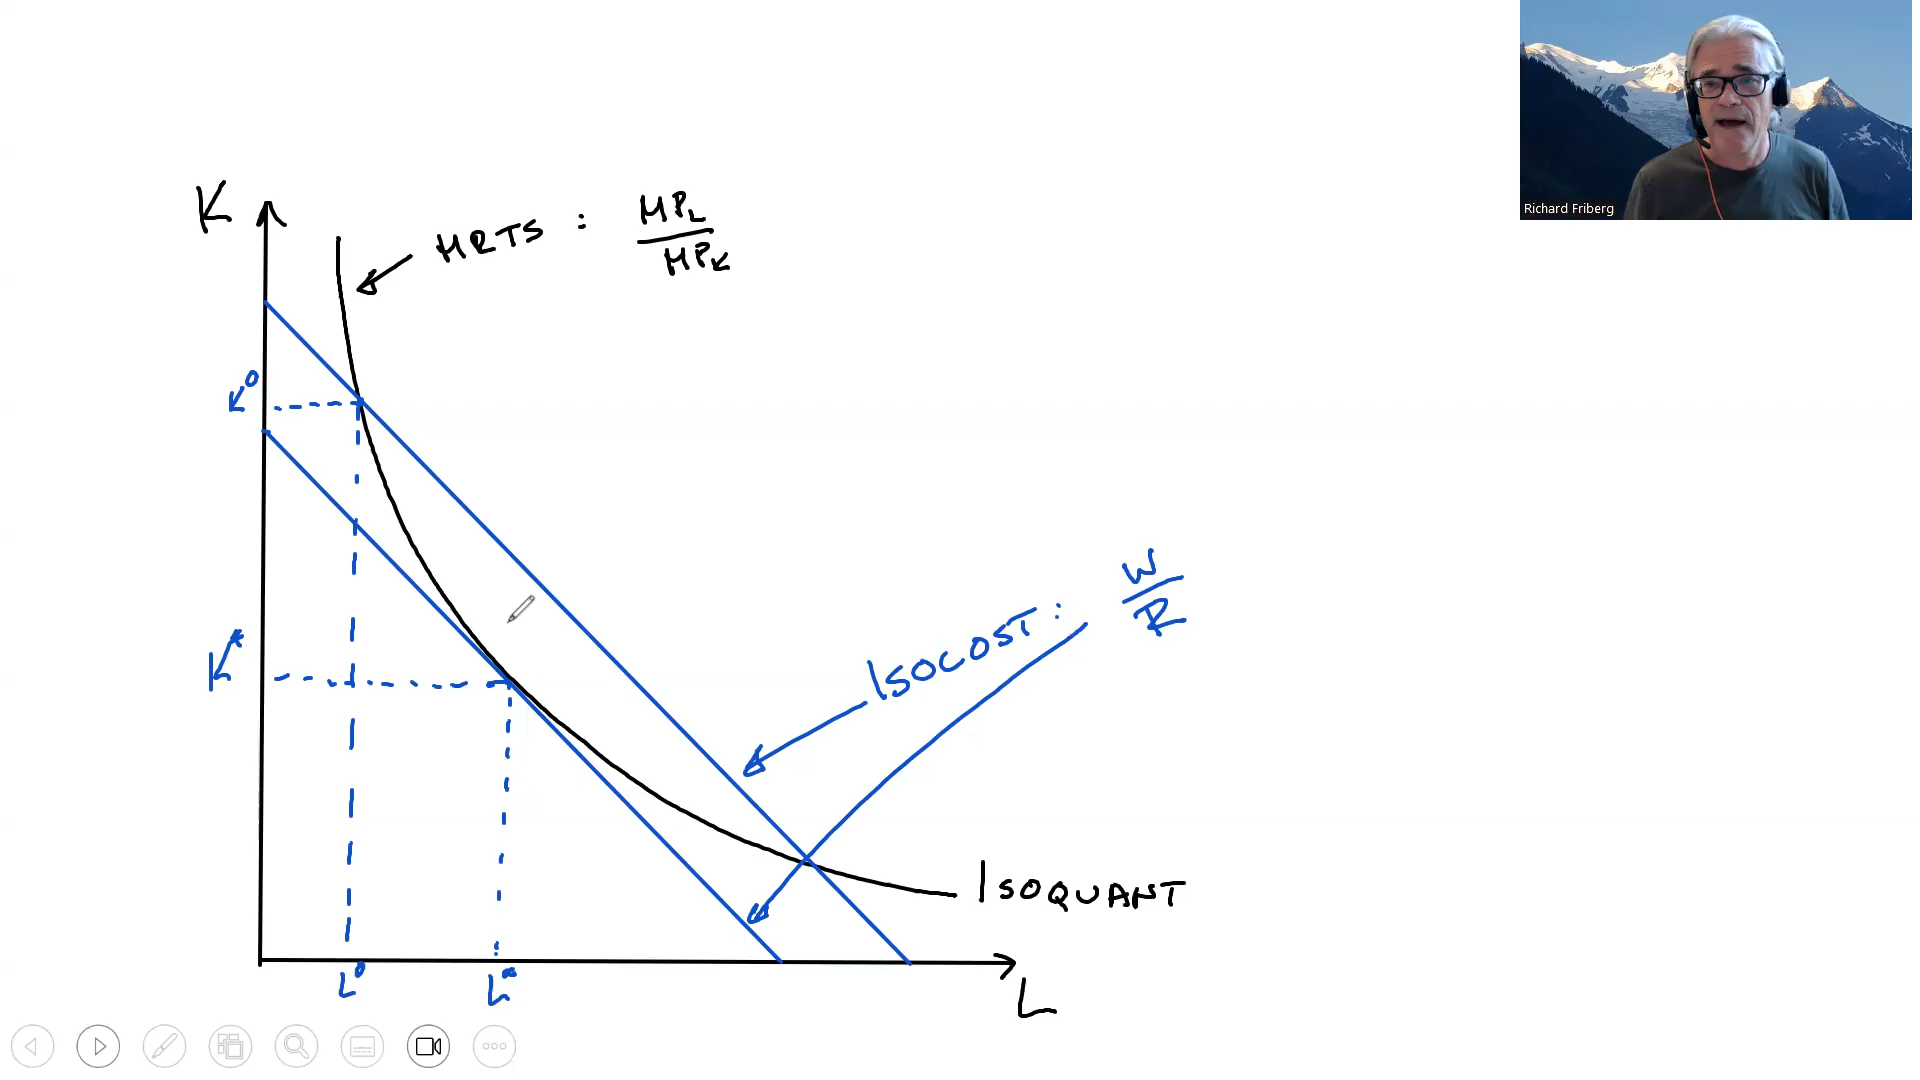 Richard Friberg
K
MRTS : MPL
MPK
K0
W
R
ISOCOST:
K*
ISOQUANT
L0
L*
L